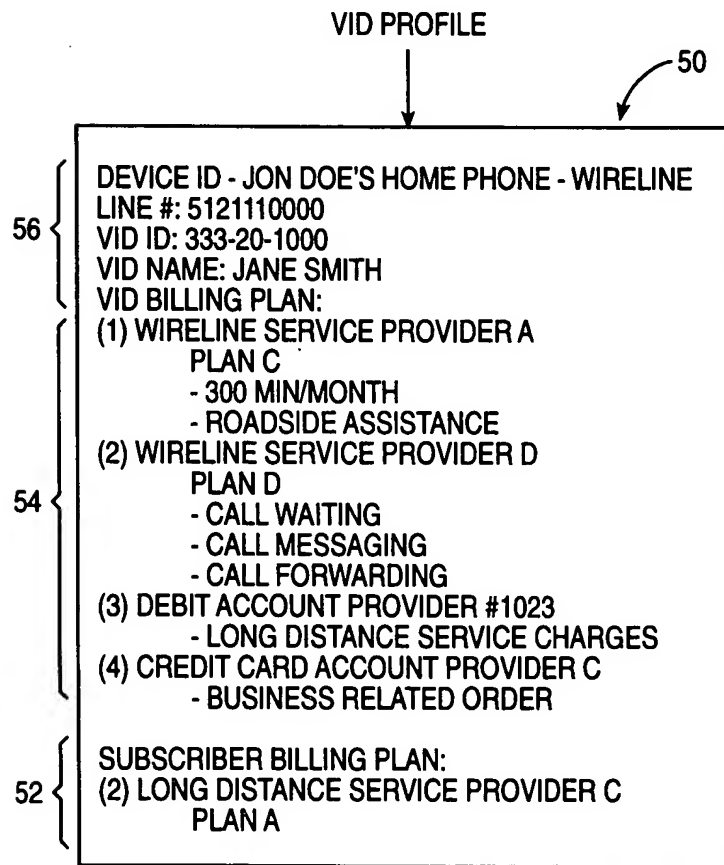 VID PROFILE
50
DEVICE ID - JON DOE'S HOME PHONE - WIRELINE
LINE #: 5121110000
56
VID ID: 333-20-1000
VID NAME: JANE SMITH
VID BILLING PLAN:
(1) WIRELINE SERVICE PROVIDER A
PLAN C
- 300 MIN/MONTH
- ROADSIDE ASSISTANCE
(2) WIRELINE SERVICE PROVIDER D
PLAN D
54
- CALL WAITING
- CALL MESSAGING
- CALL FORWARDING
(3) DEBIT ACCOUNT PROVIDER #1023
- LONG DISTANCE SERVICE CHARGES
(4) CREDIT CARD ACCOUNT PROVIDER C
- BUSINESS RELATED ORDER
SUBSCRIBER BILLING PLAN:
52
(2) LONG DISTANCE SERVICE PROVIDER C
PLAN A